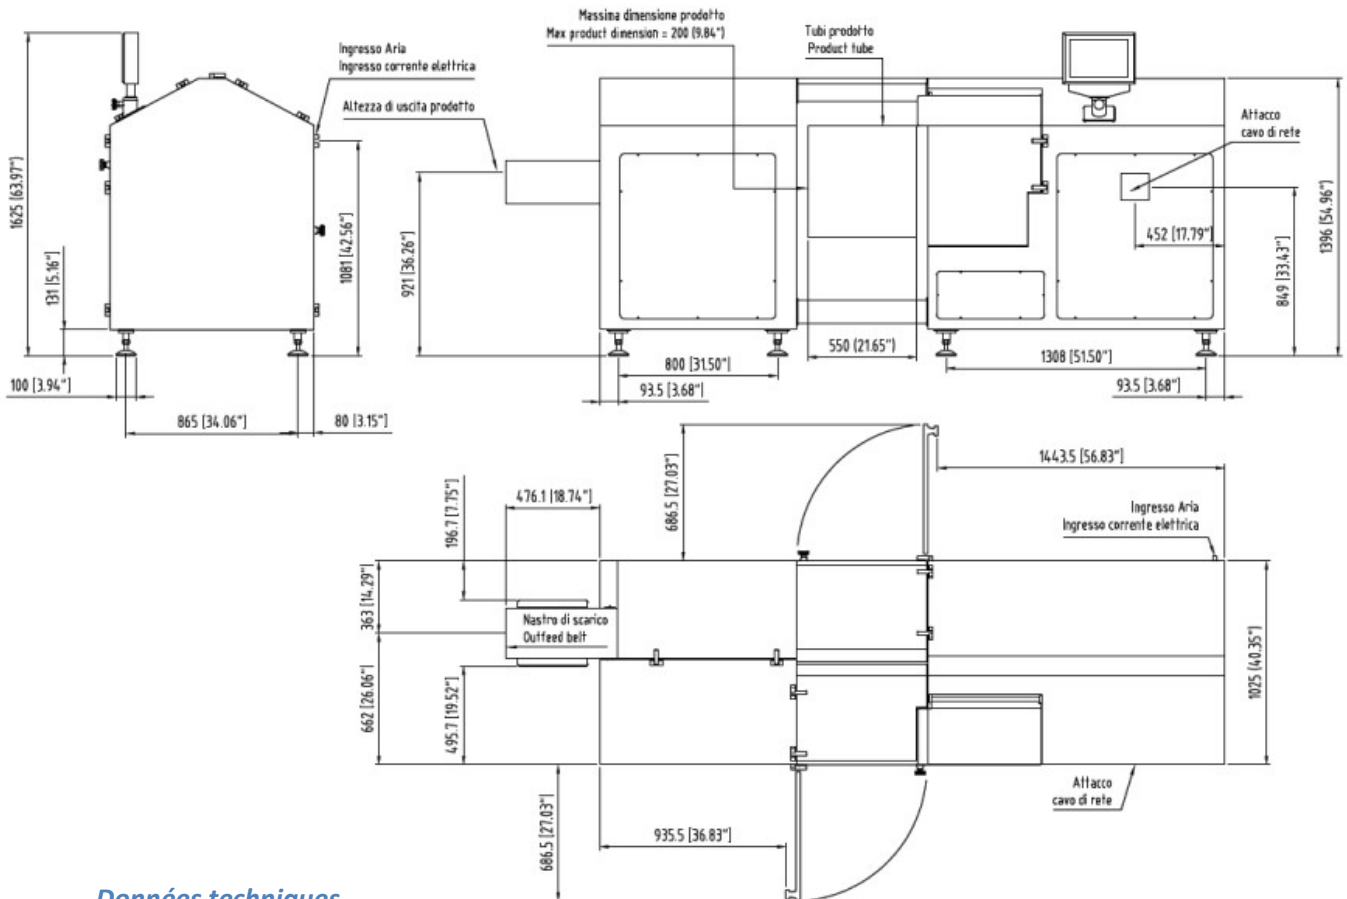 Massima dimensione prodotto
Max product dimension = 200 (9.84")
Tubi prodotto
Product tube
Ingresso Aria
Ingresso corrente elettrica
Altezza di uscita prodotto
Attacco
cavo di rete
1625 [63.97"]
131 [5.16"]
1081 [42.56"]
921 [36.26"]
452 [17.79"]
849 [33.43"]
1396 [54.96"]
100 [3.94"]
865 [34.06"]
80 [3.15"]
800 [31.50"]
93.5 [3.68"]
550 (21.65")
1308 [51.50"]
93.5 [3.68"]
476.1 [18.74"]
196.7 [7.75"]
686.5 [27.03"]
1443.5 [56.83"]
Ingresso Aria
Ingresso corrente elettrica
363 [14.29"]
Nastro di scarico
Outfeed belt
662 [26.06"]
495.7 [19.52"]
1025 (40.35")
Attacco
cavo di rete
686.5 [27.03"]
935.5 [36.83"]
Données techniques